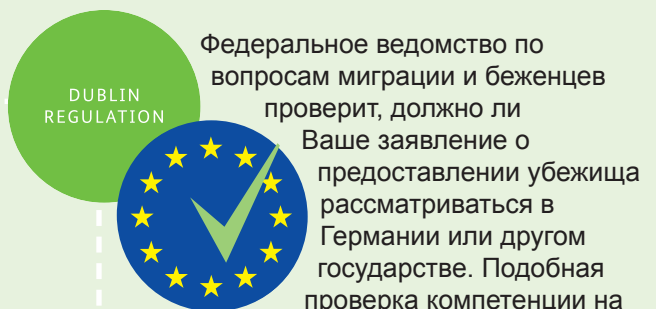 DUBLIN
REGULATION
Федеральное ведомство по
вопросам миграции и беженцев
проверит, должно ли
Ваше заявление о
предоставлении убежища
рассматриваться в
Германии или другом
государстве. Подобная
проверка компетенции на